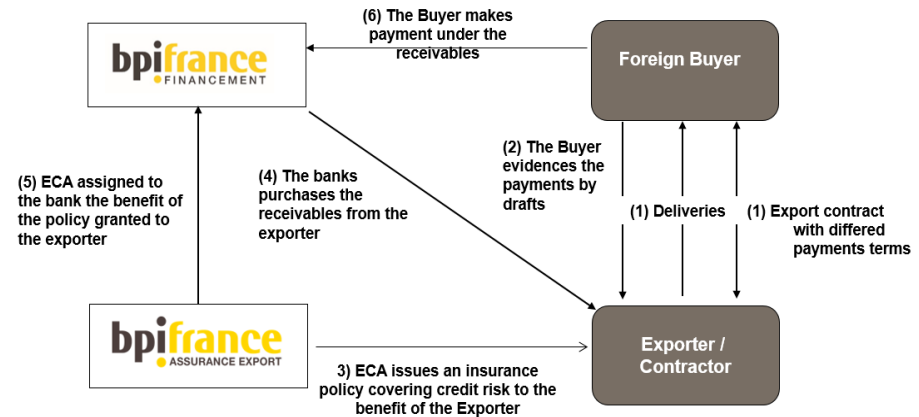 (6) The Buyer makes
payment under the
receivables
bpifrance
FINANCEMENT
Foreign Buyer
(5) ECA assigned to
the bank the benefit of
the policy granted to
the exporter
(4) The banks
purchases the
receivables from the
exporter
(2) The Buyer
evidences the
payments by
drafts
(1) Deliveries
(1) Export contract
with differed
payments terms
bpifrance
ASSURANCE EXPORT
Exporter /
Contractor
3) ECA issues an insurance
policy covering credit risk to the
benefit of the Exporter